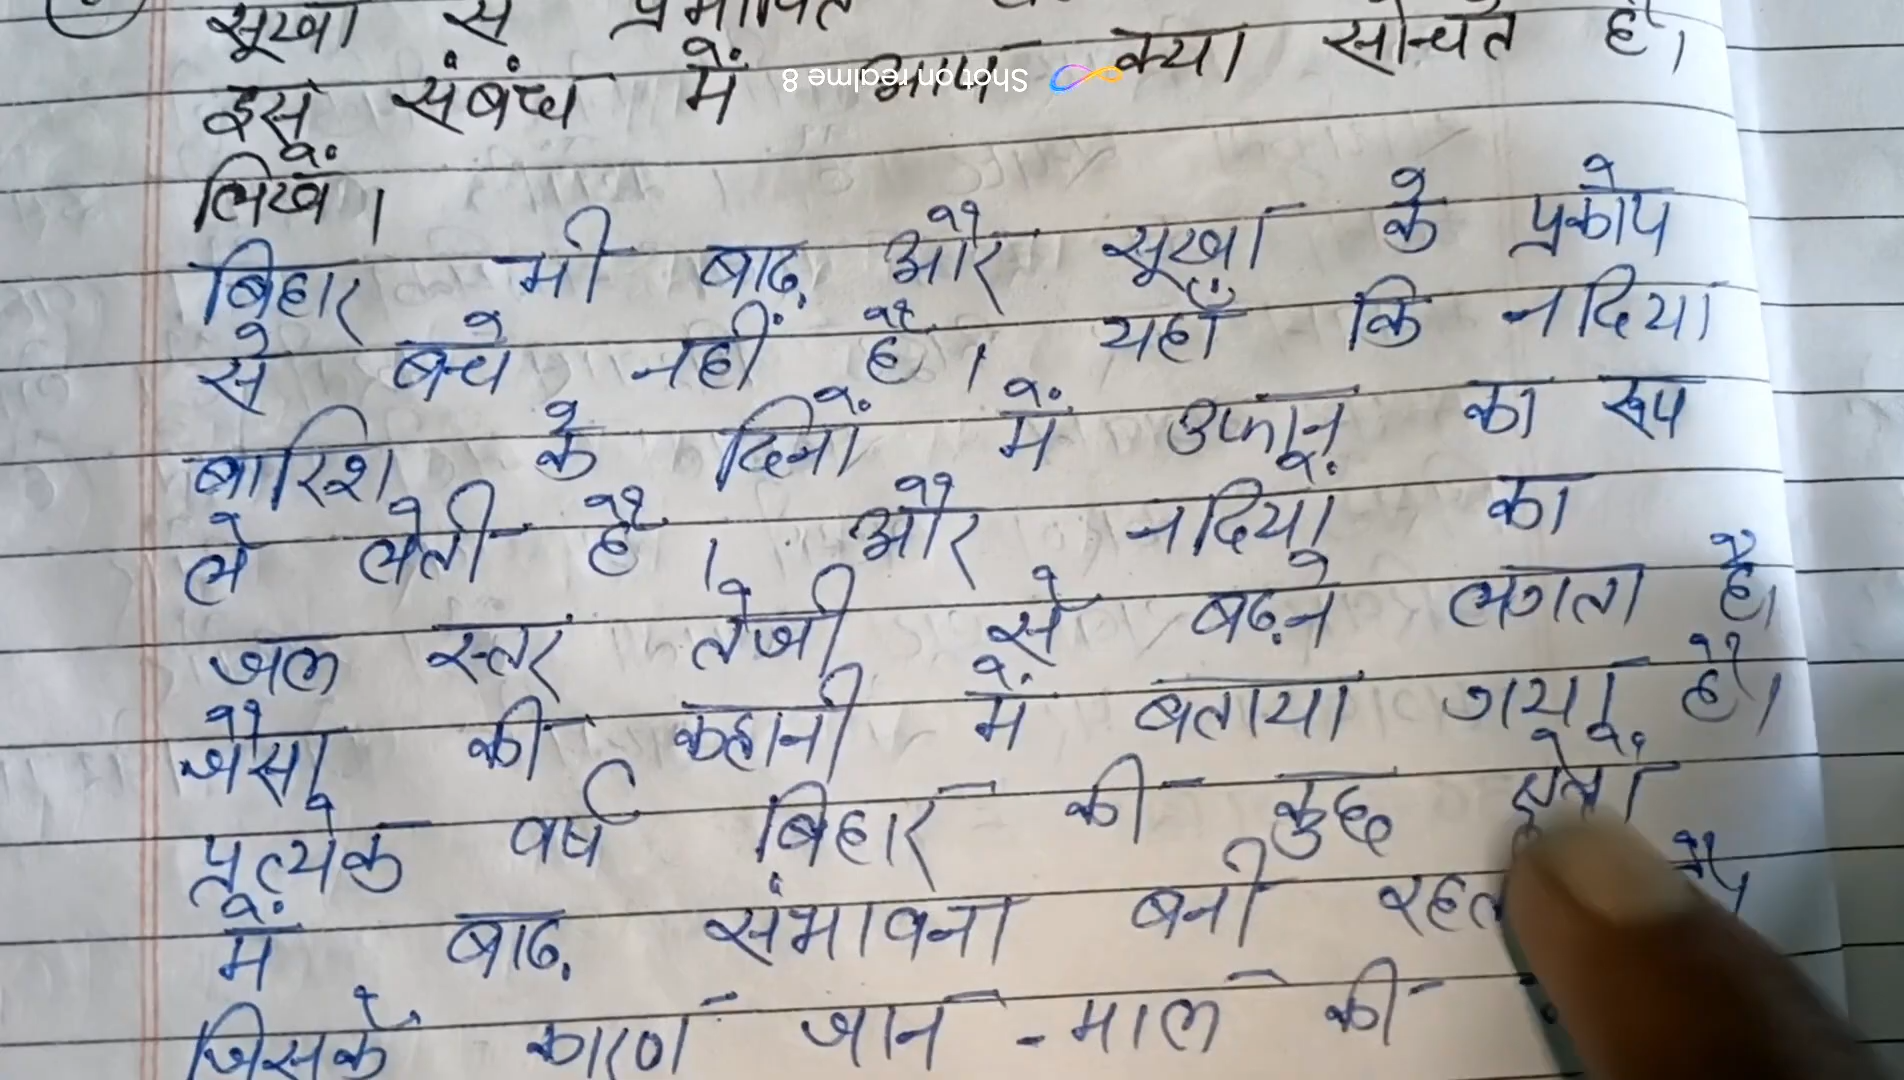 सूखा से प्रभावित
इस संबंध में आप क्या सोचते हैं।
Shot on realme 8
लिखें।
बिहार भी बाढ़ और सूखा के प्रकोप
से बचे नहीं है। यहाँ कि नदिया
बारिश के दिनों में उफान का रूप
ले लेती है। और नदियों का
जल स्तर तेजी से बढ़ने लगता है।
जैसा की कहानी में बताया गया है।
प्रत्येक वर्ष बिहार की कुछ
में बाढ़ संभावना बनी
जिसके कारण जान-माल की